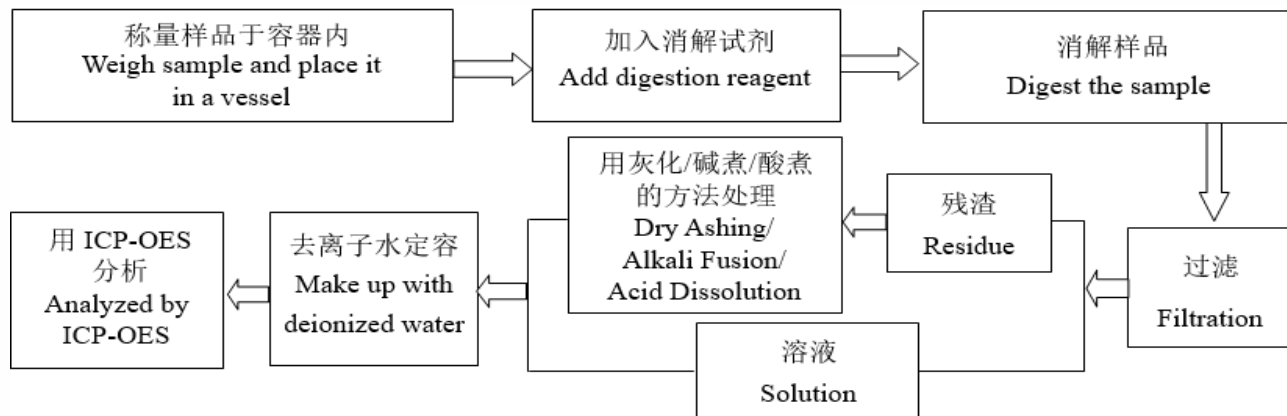 称量样品于容器内
Weigh sample and place it
in a vessel
加入消解试剂
Add digestion reagent
消解样品
Digest the sample
过滤
Filtration
残渣
Residue
用灰化/碱煮/酸煮
的方法处理
Dry Ashing/
Alkali Fusion/
Acid Dissolution
溶液
Solution
去离子水定容
Make up with
deionized water
用 ICP-OES
分析
Analyzed by
ICP-OES